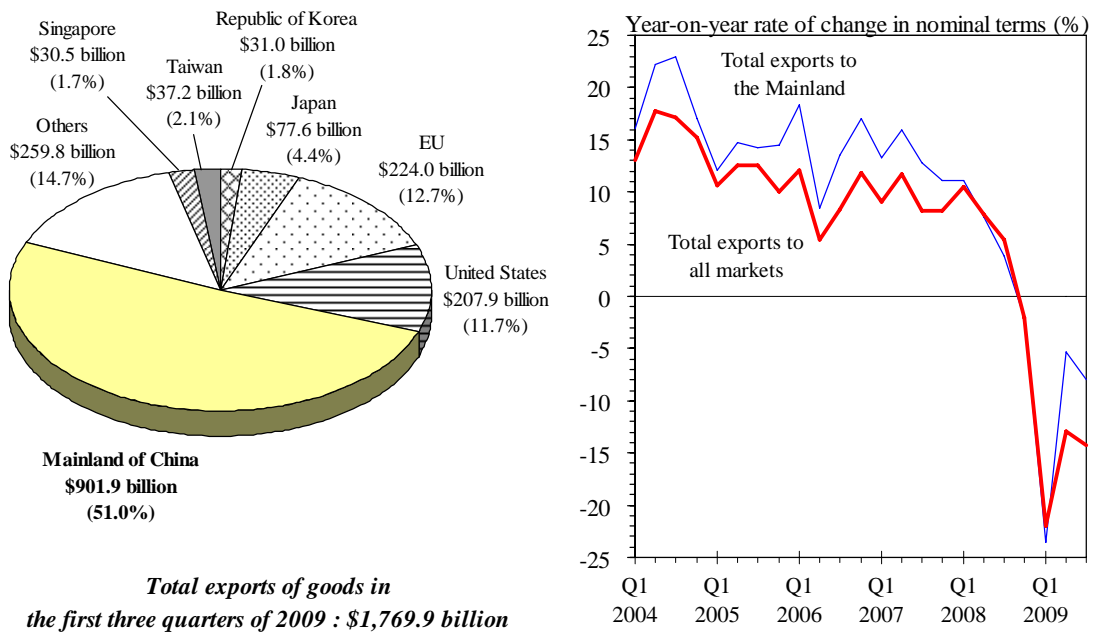 Singapore
$30.5 billion
(1.7%)
Republic of Korea
$31.0 billion
(1.8%)
Taiwan
$37.2 billion
(2.1%)
Japan
$77.6 billion
(4.4%)
Others
$259.8 billion
(14.7%)
EU
$224.0 billion
(12.7%)
United States
$207.9 billion
(11.7%)
Mainland of China
$901.9 billion
(51.0%)
Total exports of goods in
the first three quarters of 2009 : $1,769.9 billion
Year-on-year rate of change in nominal terms (%)
Total exports to
the Mainland
Total exports to
all markets
25
20
15
10
5
0
-5
-10
-15
-20
-25
Q1 Q1 Q1 Q1 Q1 Q1
2004 2005 2006 2007 2008 2009